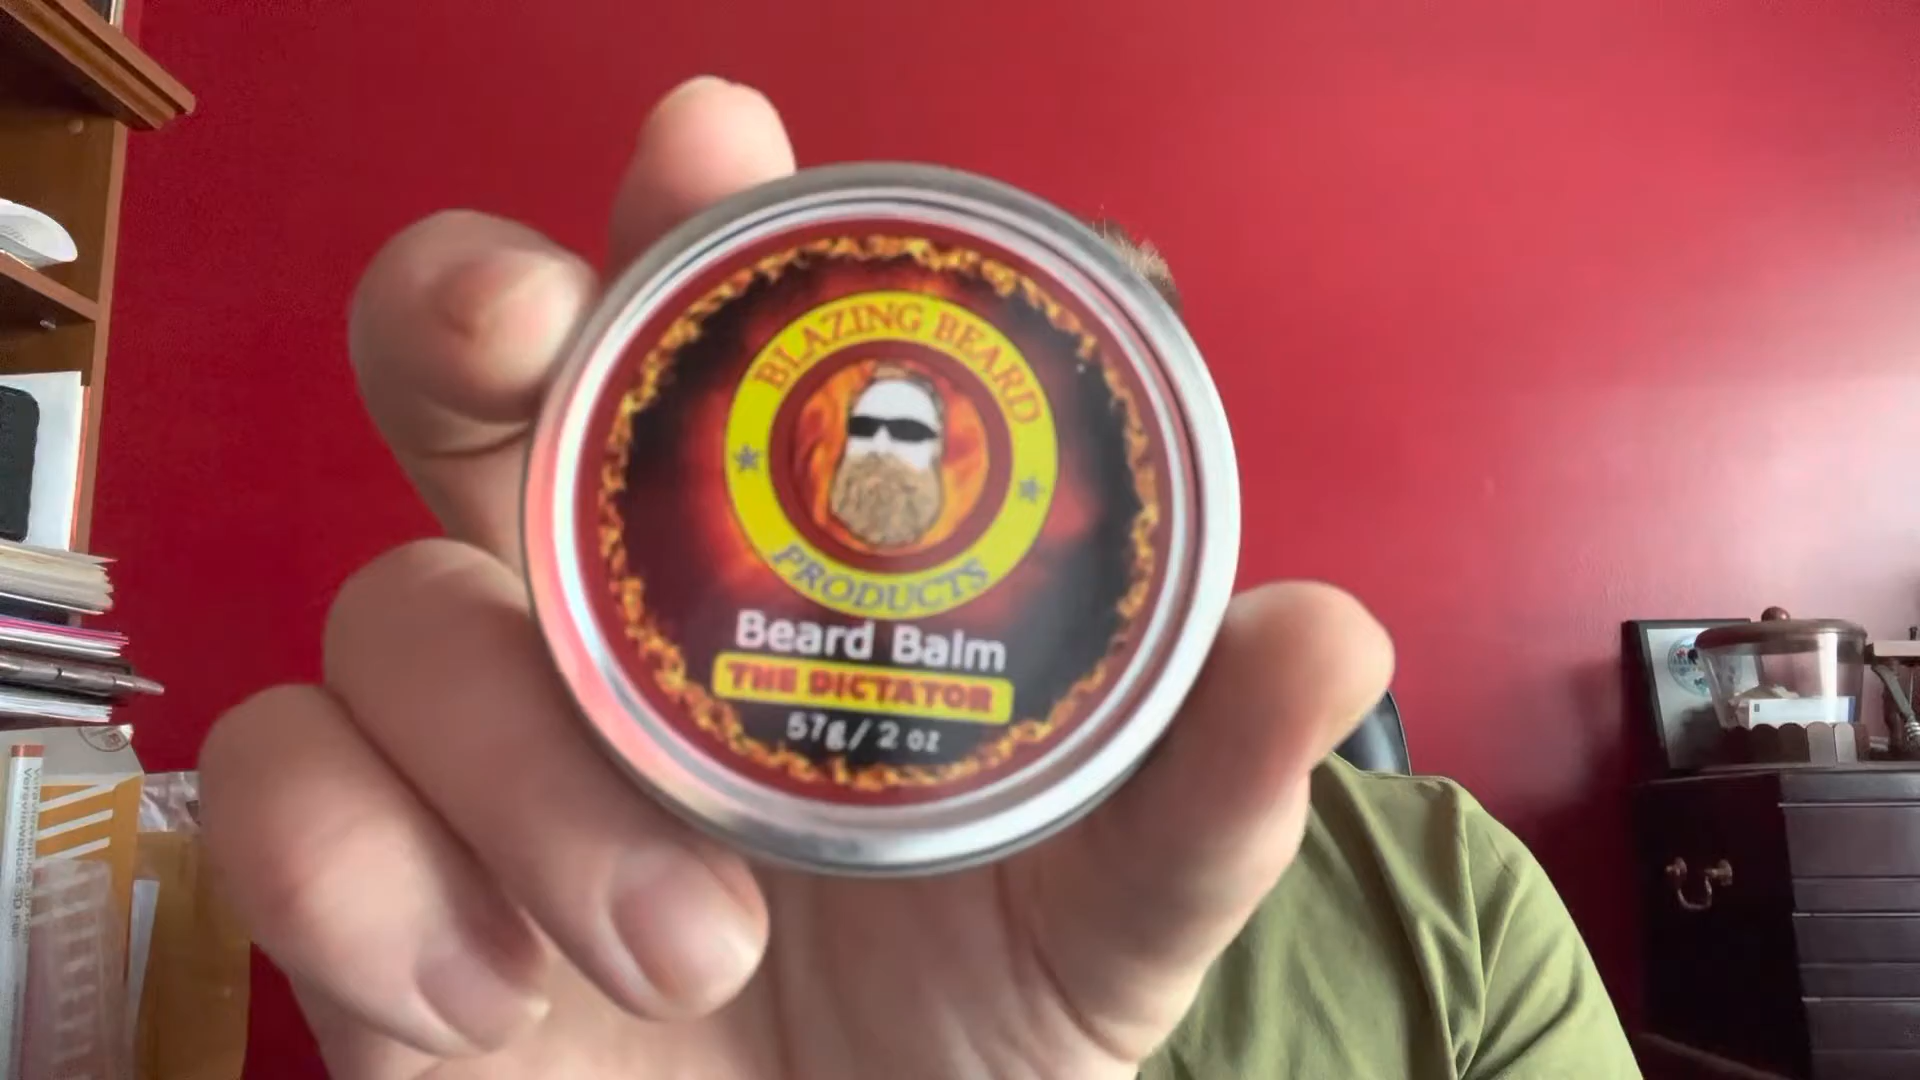 BLAZING BEARD
PRODUCTS
Beard Balm
THE DICTATOR
57g/ 2 oz